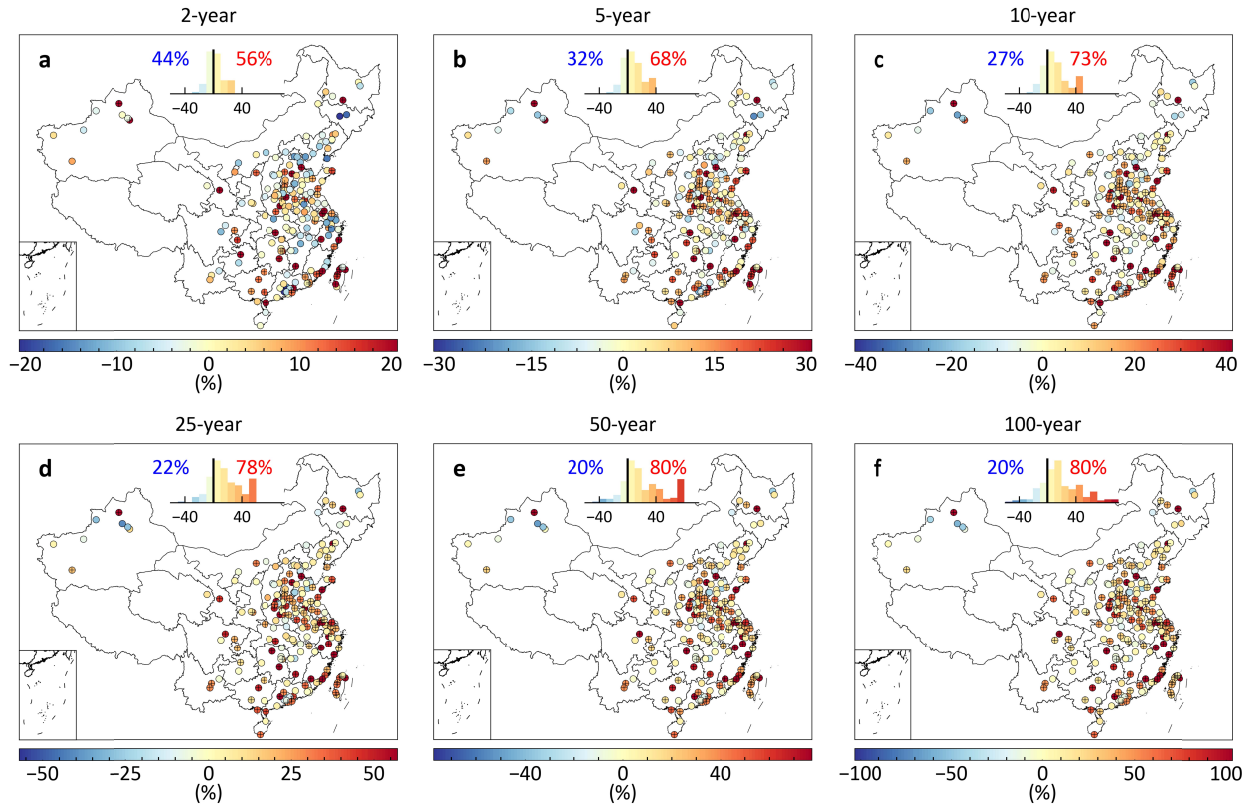 2-year 5-year 10-year
a 44% 56% b 32% 68% c 27% 73%
−40 40 −40 40 −40 40
−20 −10 0 10 20 −30 −15 0 15 30 −40 −20 0 20 40
(%) (%) (%)
25-year 50-year 100-year
d 22% 78% e 20% 80% f 20% 80%
−40 40 −40 40 −40 40
−50 −25 0 25 50 −40 0 40 −100 −50 0 50 100
(%) (%) (%)